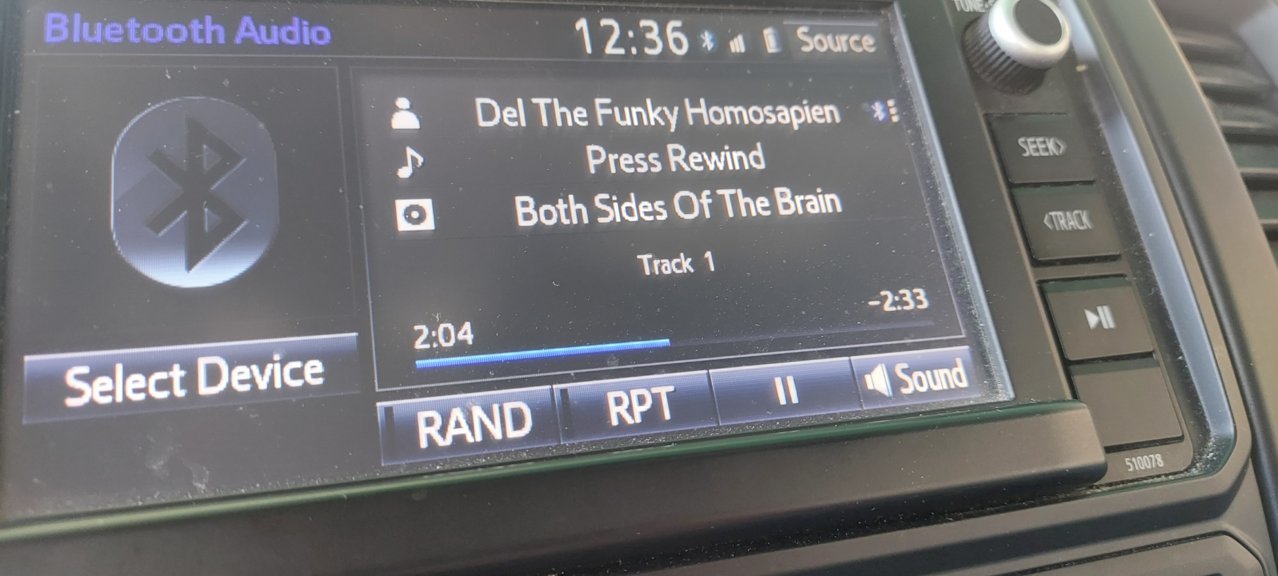 Bluetooth Audio 12:36 Source
Del The Funky Homosapien
Press Rewind
Both Sides Of The Brain
Track 1
2:04 -2:33
Select Device
RAND RPT Sound
TUNE
SEEK>
<TRACK
510078